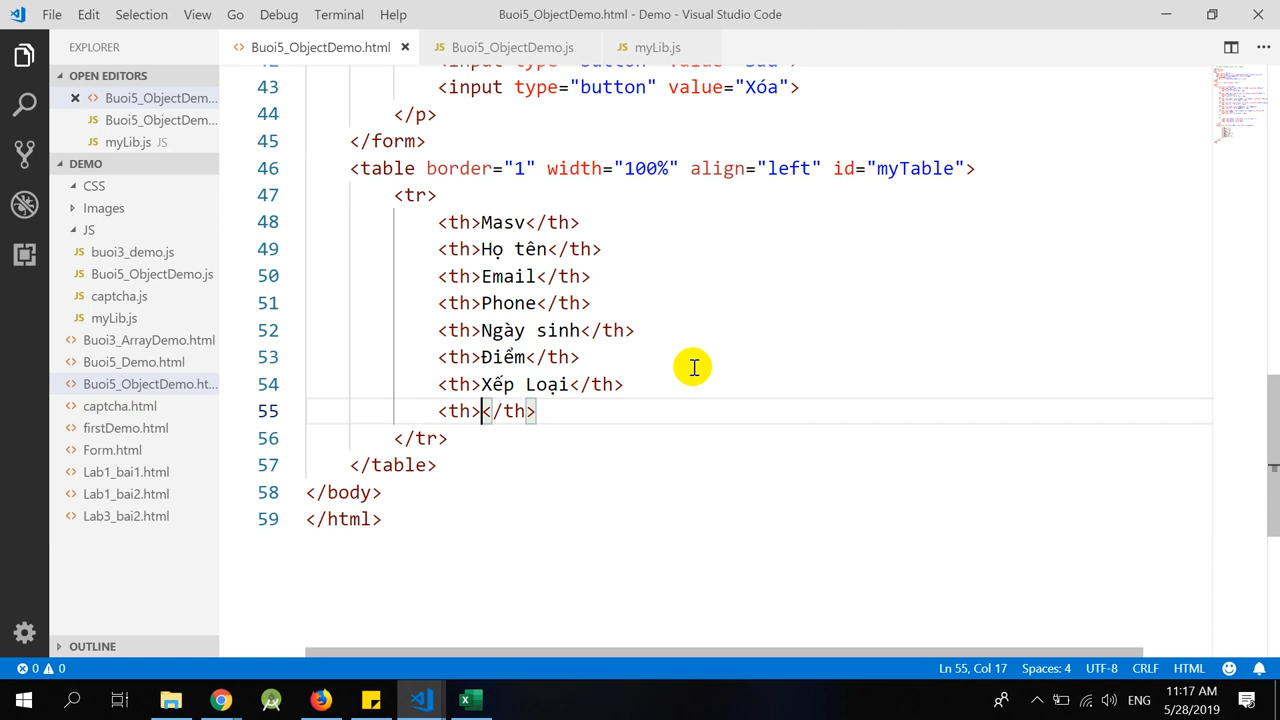 File Edit Selection View Go Debug Terminal Help
Buoi5_ObjectDemo.html - Demo - Visual Studio Code
EXPLORER
OPEN EDITORS
Buoi5_ObjectDem...
Buoi5_ObjectDem...
myLib.js JS
DEMO
CSS
Images
JS
buoi3_demo.js
Buoi5_ObjectDemo.js
captcha.js
myLib.js
Buoi3_ArrayDemo.html
Buoi5_Demo.html
Buoi5_ObjectDemo.ht...
captcha.html
firstDemo.html
Form.html
Lab1_bai1.html
Lab1_bai2.html
Lab3_bai2.html
OUTLINE
Buoi5_ObjectDemo.html
JS Buoi5_ObjectDemo.js
JS myLib.js
43 <input type="button" value="Xóa">
44 </p>
45 </form>
46 <table border="1" width="100%" align="left" id="myTable">
47 <tr>
48 <th>Masv</th>
49 <th>Họ tên</th>
50 <th>Email</th>
51 <th>Phone</th>
52 <th>Ngày sinh</th>
53 <th>Điểm</th>
54 <th>Xếp Loại</th>
55 <th></th>
56 </tr>
57 </table>
58 </body>
59 </html>
0 0
Ln 55, Col 17 Spaces: 4 UTF-8 CRLF HTML
ENG
11:17 AM
5/28/2019